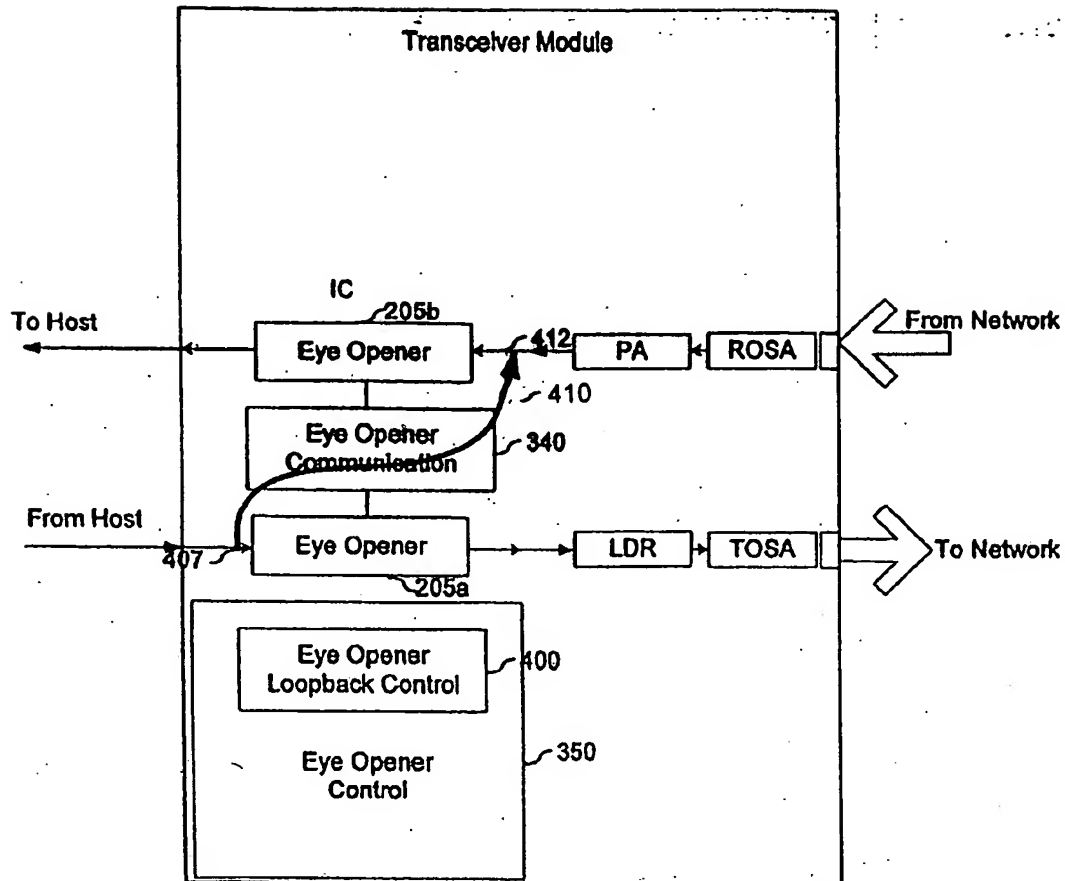 Transceiver Module
IC
205b
To Host
Eye Opener
412
PA
ROSA
From Network
410
Eye Opener
Communication
340
From Host
407
Eye Opener
LDR
TOSA
To Network
205a
Eye Opener
Loopback Control
400
Eye Opener
Control
350